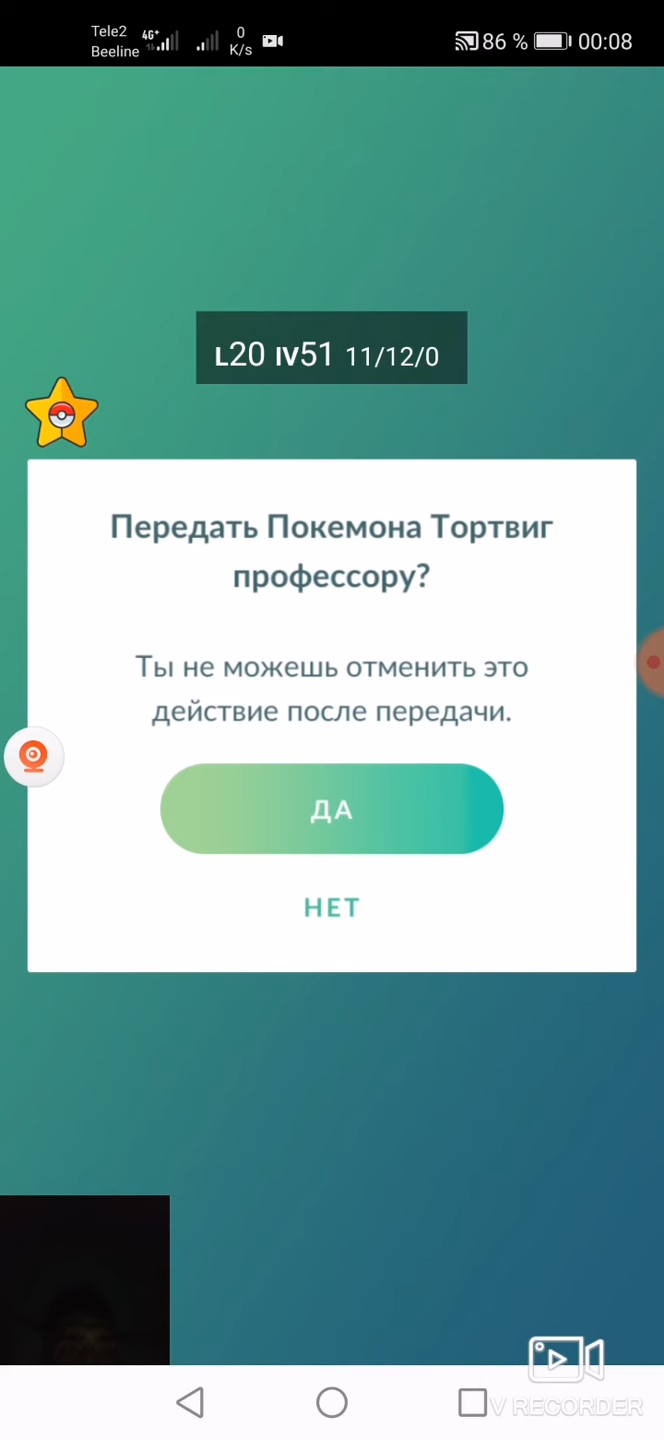 Tele2 4G+ 0 86 % 00:08
Beeline K/s
L20 IV51 11/12/0
Передать Покемона Тортвиг
профессору?
Ты не можешь отменить это
действие после передачи.
ДА
НЕТ
V RECORDER